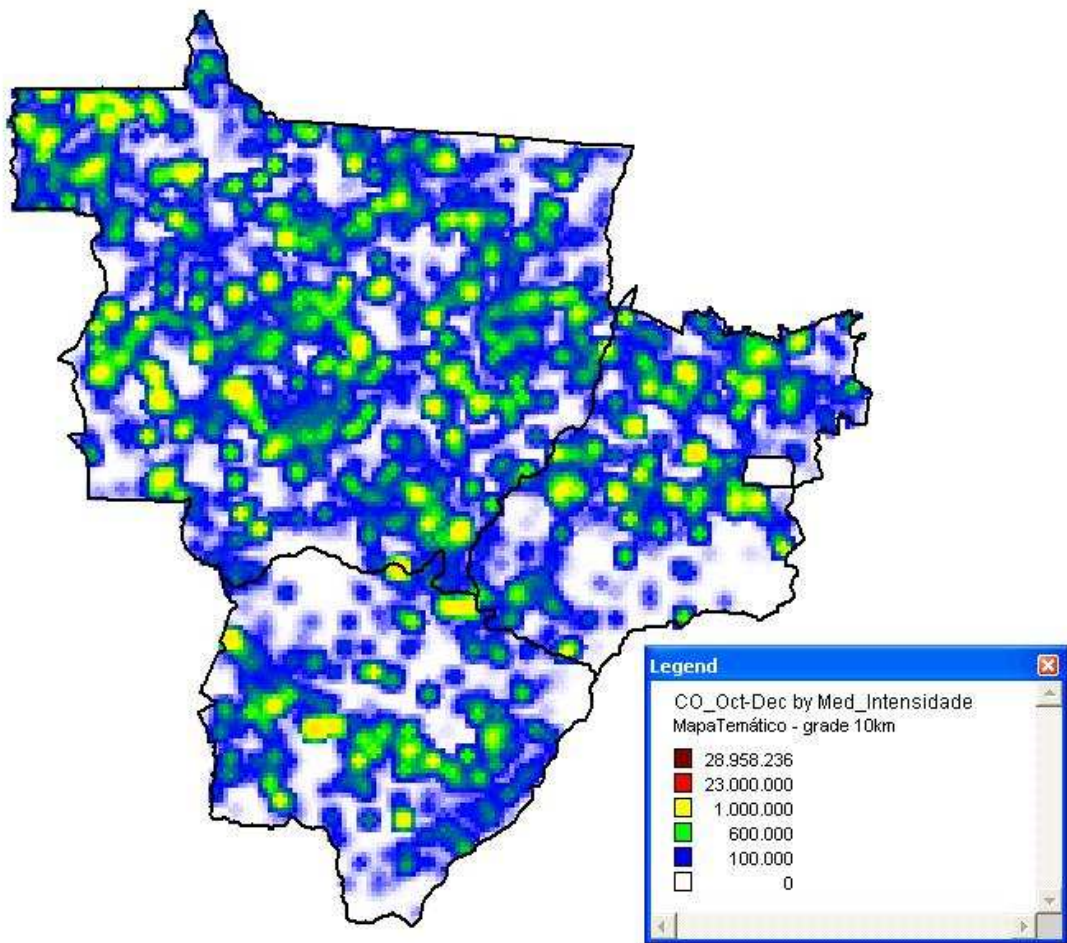 Legend
CO_Oct-Dec by Med_Intensidade
MapaTemático - grade 10km
28.958.236
23.000.000
1.000.000
600.000
100.000
0